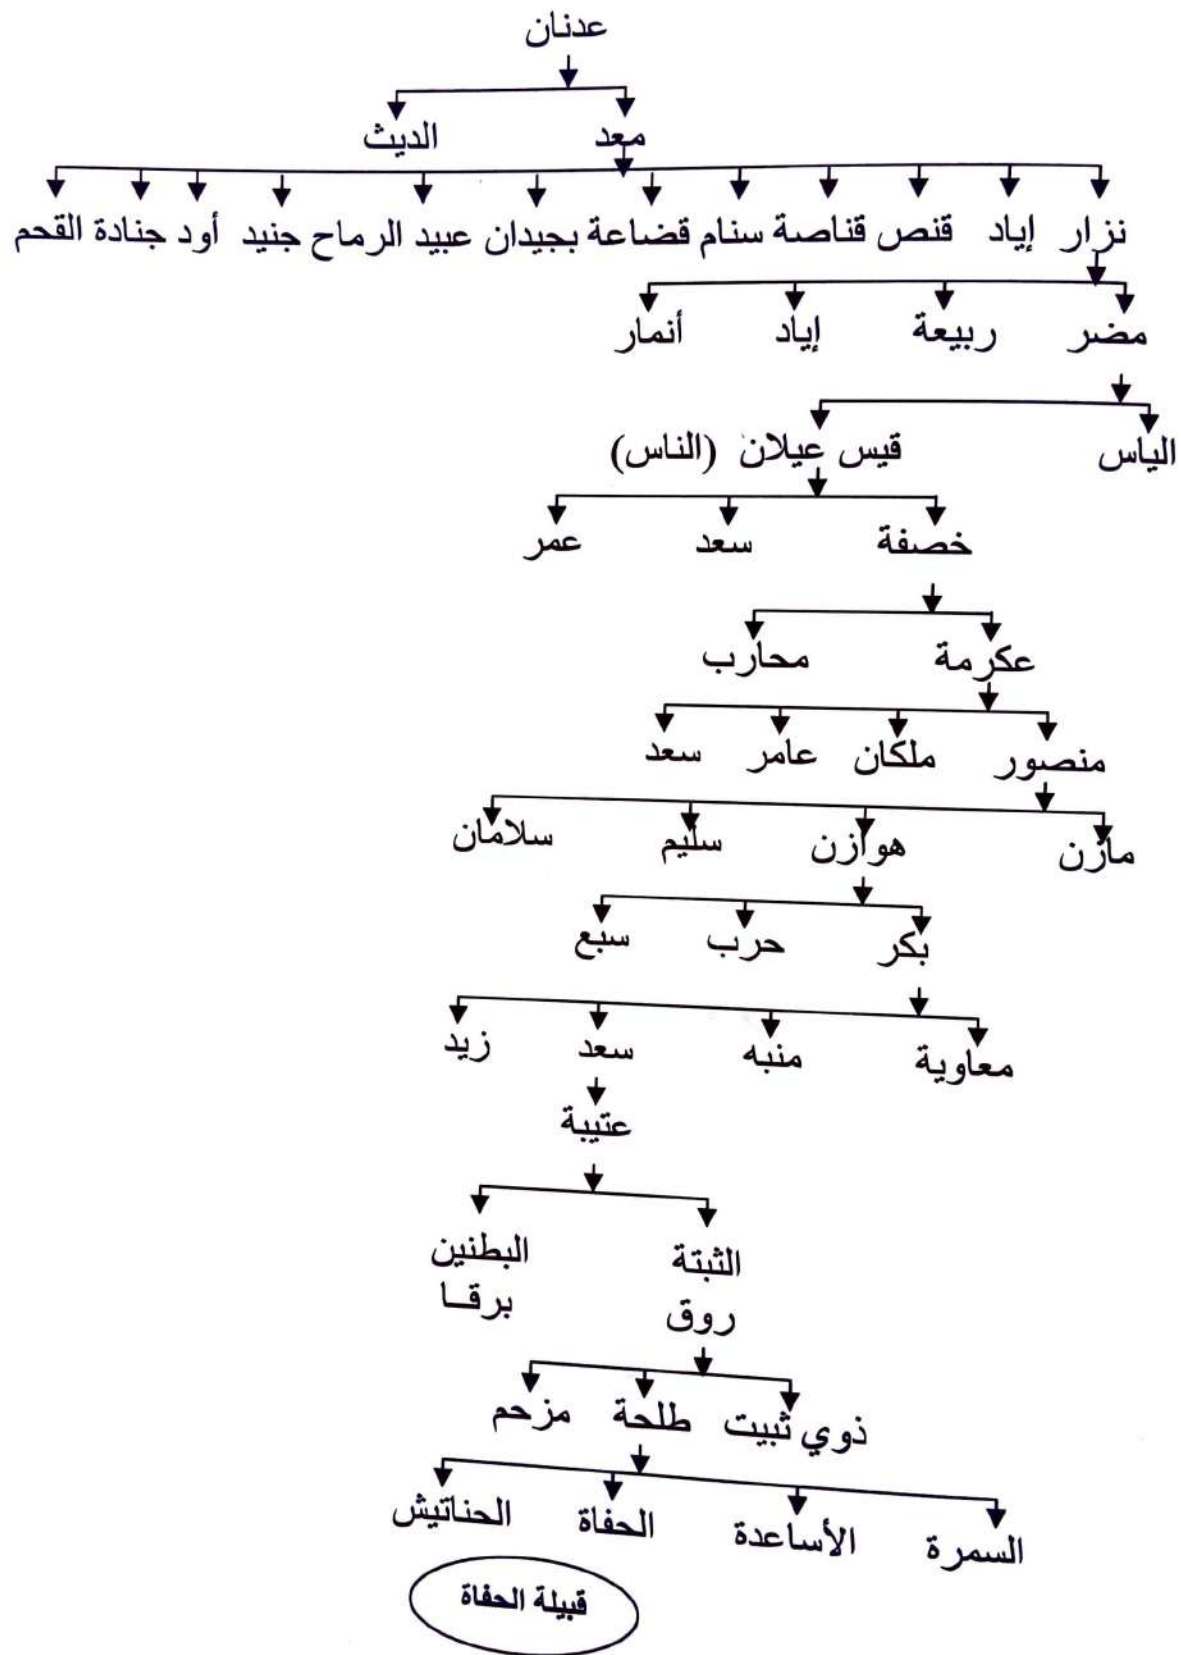 عدنان
معد الديث
نزار إياد قنص قناصة سنام قضاعة بجيدان عبيد الرماح جنيد أود جنادة القحم
مضر ربيعة إياد أنمار
الياس قيس عيلان (الناس)
خصفة سعد عمر
عكرمة محارب
منصور ملكان عامر سعد
مازن هوازن سليم سلامان
بكر حرب سبع
معاوية منبه سعد زيد
عتيبة
الثبتة البطنين
روق برقـا
ذوي ثبيت طلحة مزحم
السمرة الأساعدة الحفاة الحناتيش
قبيلة الحفاة